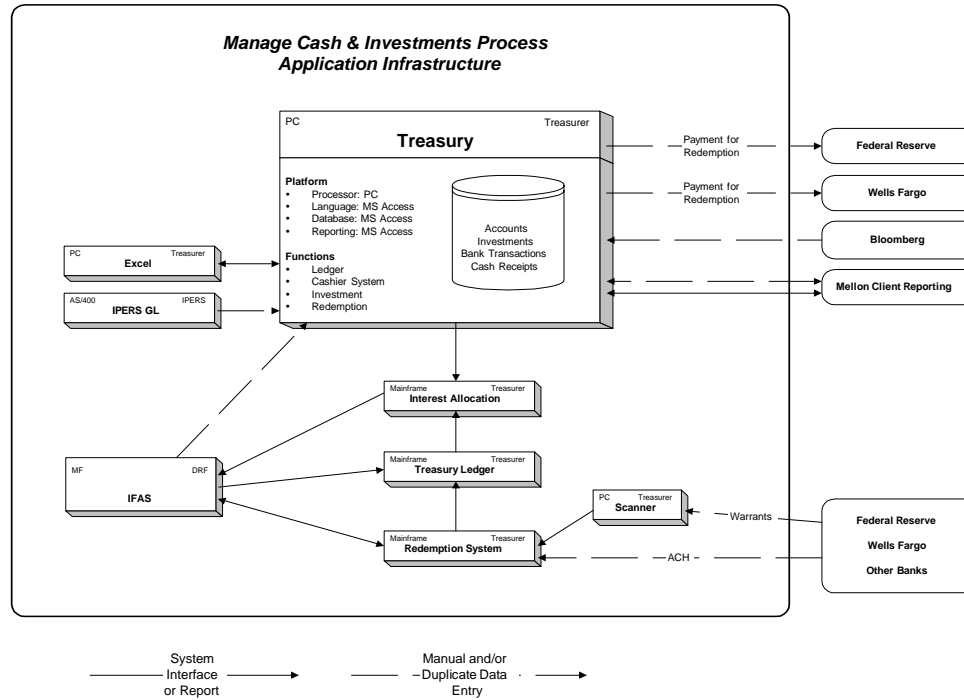 Manage Cash & Investments Process
Application Infrastructure
PC
Treasurer
Treasury
Platform
• Processor: PC
• Language: MS Access
• Database: MS Access
• Reporting: MS Access
Functions
• Ledger
• Cashier System
• Investment
• Redemption
Accounts
Investments
Bank Transactions
Cash Receipts
Payment for
Redemption
Federal Reserve
Payment for
Redemption
Wells Fargo
Bloomberg
Mellon Client Reporting
PC
Treasurer
Excel
AS/400
IPERS
IPERS GL
Mainframe
Treasurer
Interest Allocation
MF
DRF
IFAS
Mainframe
Treasurer
Treasury Ledger
PC
Treasurer
Scanner
Warrants
Mainframe
Treasurer
Redemption System
ACH
Federal Reserve
Wells Fargo
Other Banks
System
Interface
or Report
Manual and/or
Duplicate Data
Entry